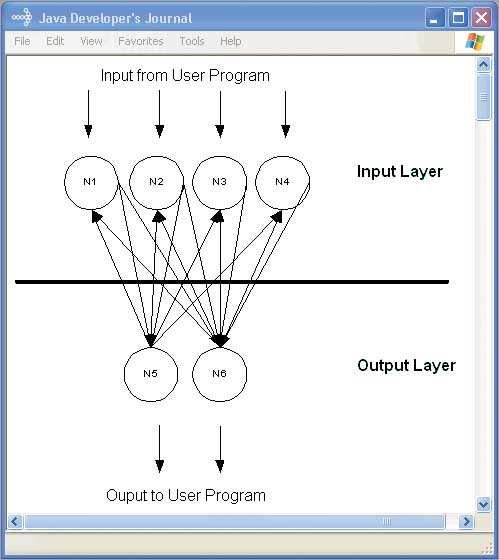 Java Developer's Journal
File Edit View Favorites Tools Help
Input from User Program
N1 N2 N3 N4
Input Layer
N5 N6
Output Layer
Ouput to User Program